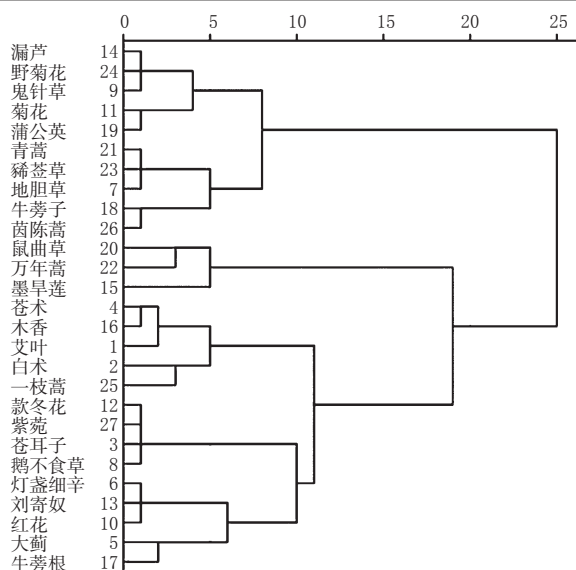 0 5 10 15 20 25
漏芦 14
野菊花 24
鬼针草 9
菊花 11
蒲公英 19
青蒿 21
豨莶草 23
地胆草 7
牛蒡子 18
茵陈蒿 26
鼠曲草 20
万年蒿 22
墨旱莲 15
苍术 4
木香 16
艾叶 1
白术 2
一枝蒿 25
款冬花 12
紫菀 27
苍耳子 3
鹅不食草 8
灯盏细辛 6
刘寄奴 13
红花 10
大蓟 5
牛蒡根 17